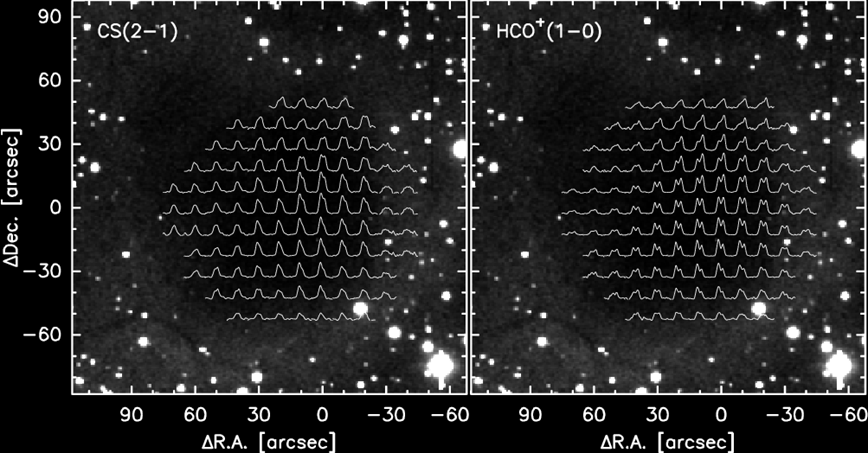 CS(2−1)
HCO⁺(1−0)
90
60
30
0
−30
−60
ΔDec. [arcsec]
90 60 30 0 −30 −60
90 60 30 0 −30 −60
ΔR.A. [arcsec]
ΔR.A. [arcsec]